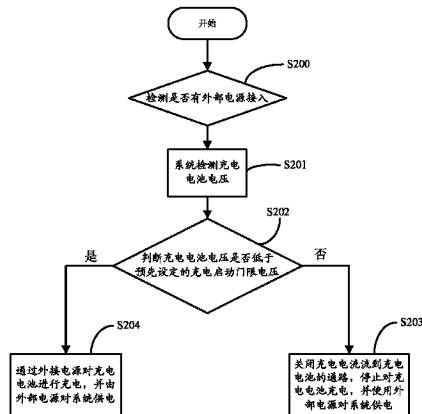 开始
S200
检测是否有外部电源接入
系统检测充电
电池电压
S201
S202
判断充电电池电压是否低于
预先设定的充电启动门限电压
是
否
S204
S203
通过外接电源对充电
电池进行充电，并由
外部电源对系统供电
关闭充电电流流到充电
电池的通路，停止对充
电电池充电，并使用外
部电源对系统供电